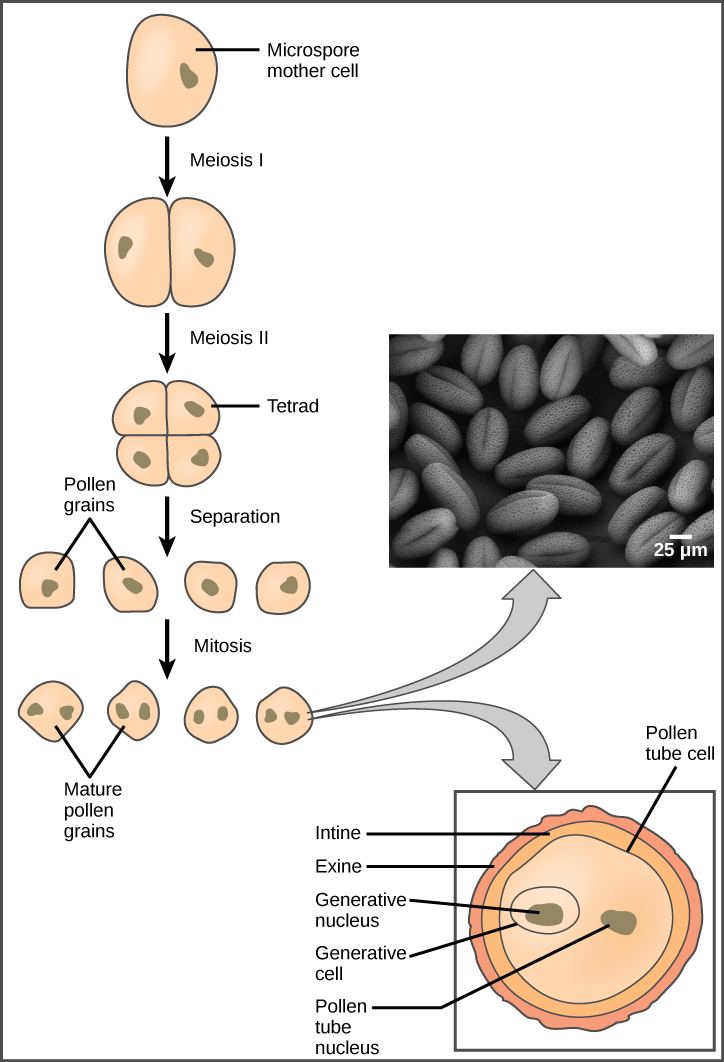 Microspore
mother cell
Meiosis I
Meiosis II
Tetrad
Pollen
grains
Separation
25 µm
Mitosis
Mature
pollen
grains
Pollen
tube cell
Intine
Exine
Generative
nucleus
Generative
cell
Pollen
tube
nucleus